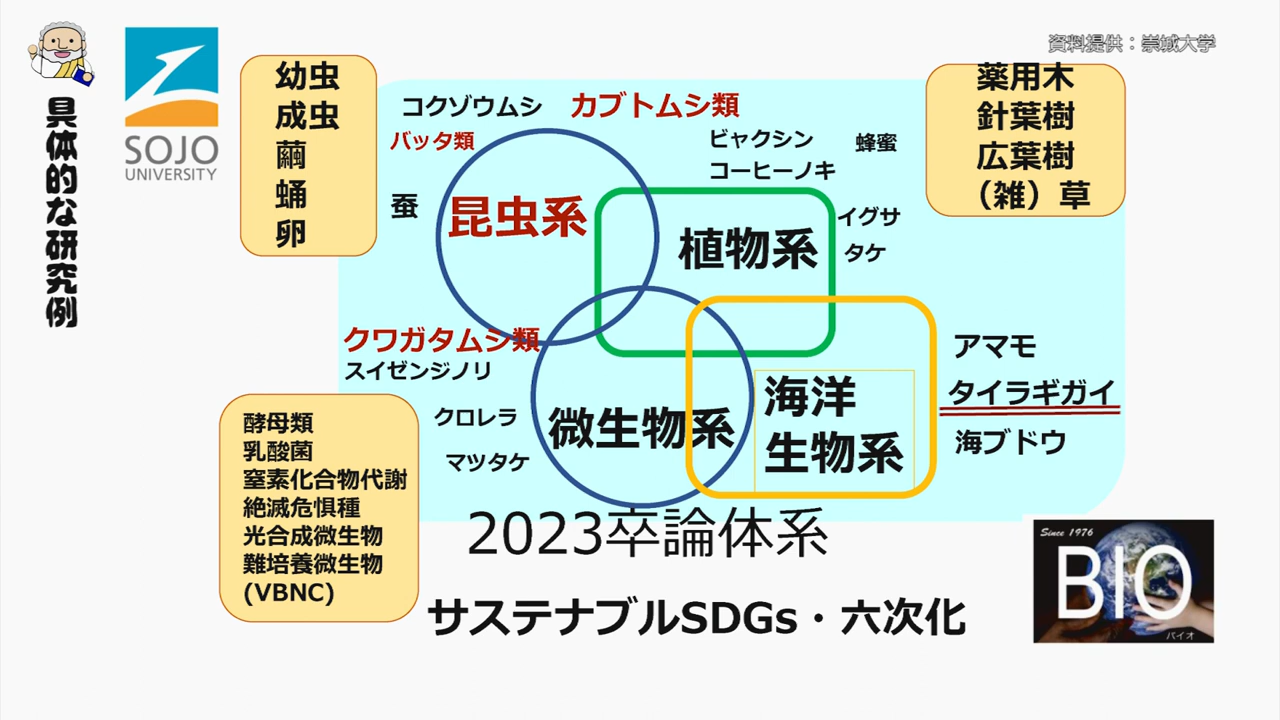 資料提供：崇城大学
具体的な研究例
SOJO
UNIVERSITY
幼虫
成虫
繭
蛹
卵
コクゾウムシ
カブトムシ類
バッタ類
蚕
昆虫系
ビャクシン
蜂蜜
コーヒーノキ
植物系
イグサ
タケ
薬用木
針葉樹
広葉樹
（雑）草
クワガタムシ類
スイゼンジノリ
クロレラ
マツタケ
微生物系
海洋
生物系
アマモ
タイラギガイ
海ブドウ
酵母類
乳酸菌
窒素化合物代謝
絶滅危惧種
光合成微生物
難培養微生物
(VBNC)
2023卒論体系
サステナブルSDGs・六次化
Since 1976
BIO
バイオ